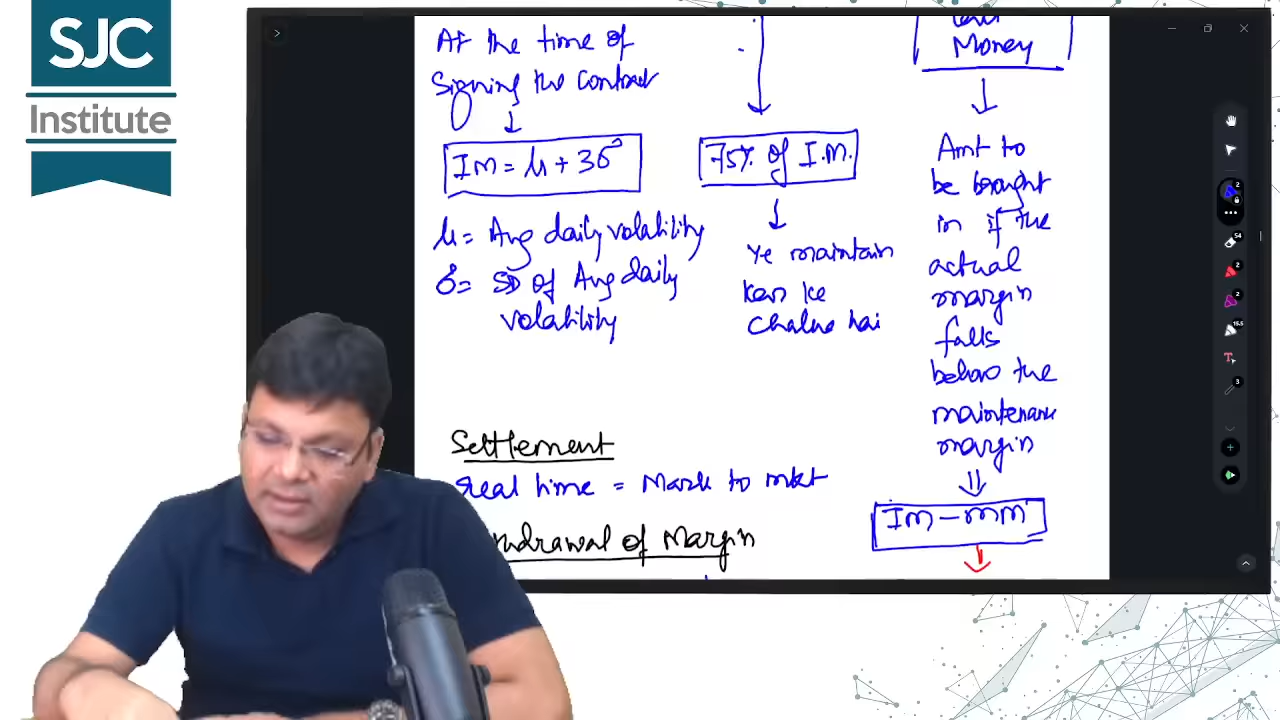 SJC
Institute
At the time of
Signing the Contract
IM = μ + 3σ
μ = Avg daily volatility
σ = SD of Avg daily
volatility
75% of I.M.
Ye maintain
kar ke
Chalna hai
Money
Amt to
be brought
in if the
actual
margin
falls
below the
maintenance
margin
IM - MM
Settlement
real time = Mark to mkt
of Margin